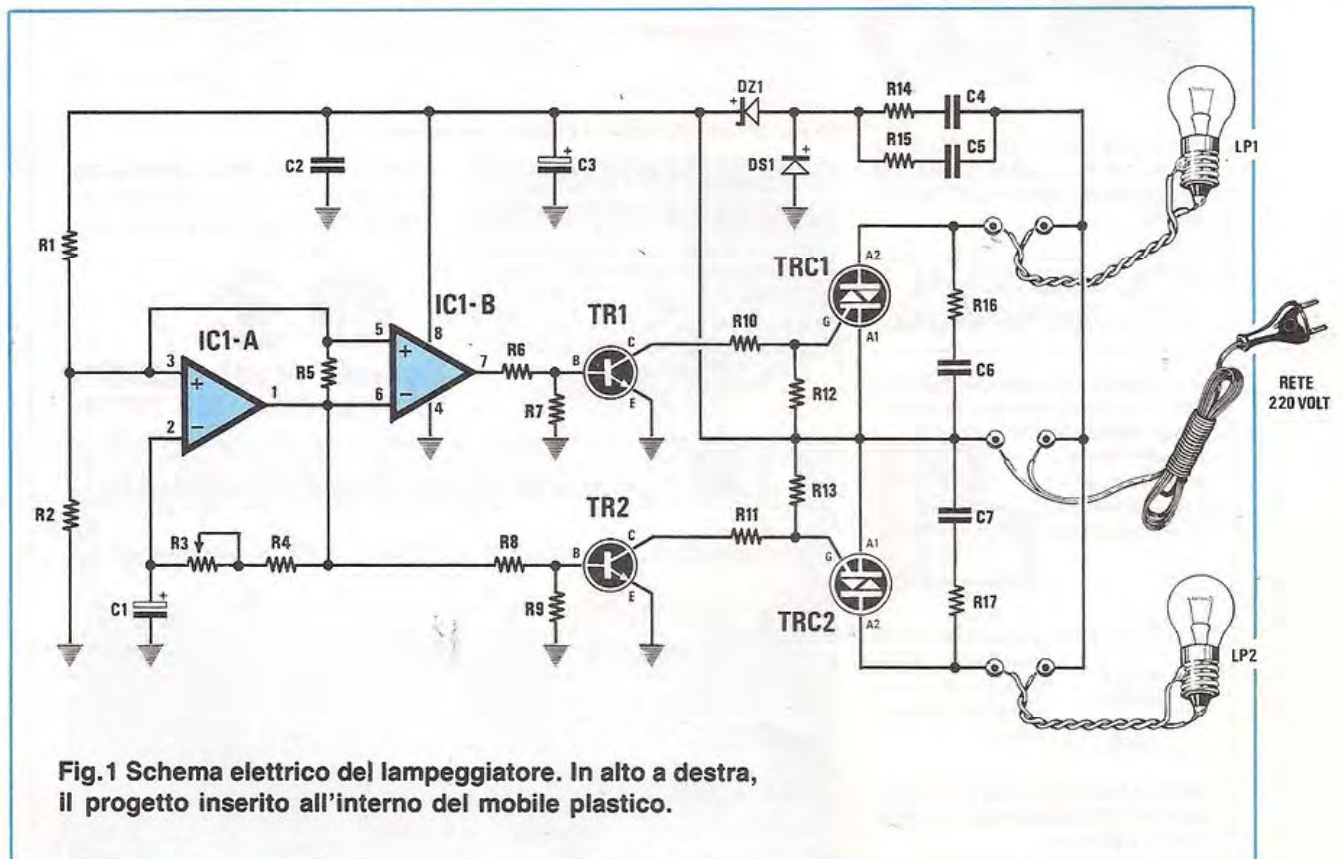 DZ1
R14
C4
R15
C5
LP1
C2
C3
DS1
R1
TRC1
A2
G
A1
R16
IC1-B
TR1
R10
IC1-A
5
8
3
R5
7
R6
B
C
C6
1
6
4
R7
E
R12
RETE
220 VOLT
2
R2
TR2
R13
R11
C7
R3
R4
R8
B
C
A1
G
C1
R9
E
TRC2
A2
R17
LP2
Fig.1 Schema elettrico del lampeggiatore. In alto a destra,
il progetto inserito all'interno del mobile plastico.